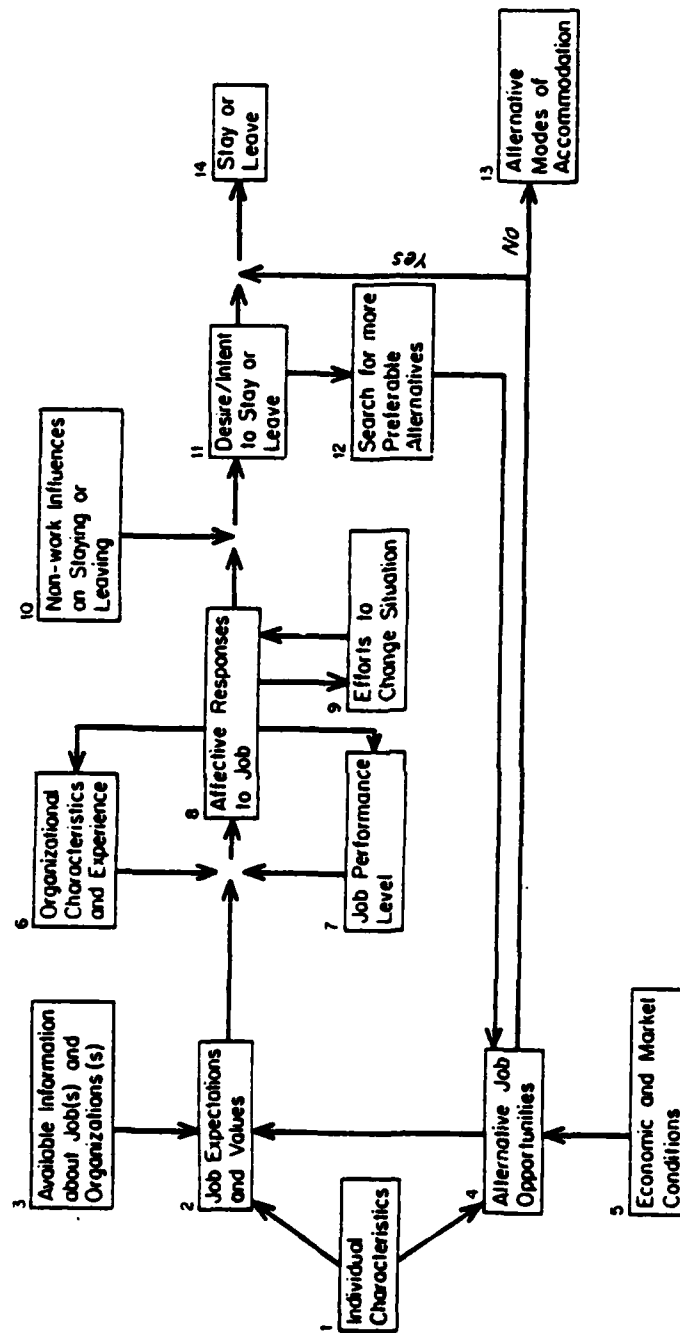 1
Individual
Characteristics
2
Job Expectations
and Values
3
Available Information
about Job(s) and
Organizations(s)
4
Alternative Job
Opportunities
5
Economic and Market
Conditions
6
Organizational
Characteristics
and Experience
7
Job Performance
Level
8
Affective Responses
to Job
9
Efforts to
Change Situation
10
Non-work Influences
on Staying or
Leaving
11
Desire/Intent
to Stay or
Leave
12
Search for more
Preferable
Alternatives
Yes
No
13
Alternative
Modes of
Accommodation
14
Stay or
Leave